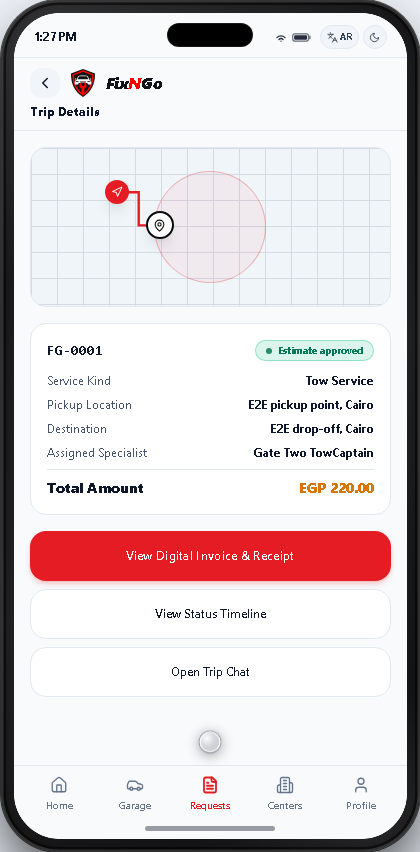 1:27 PM
AR
FixNGo
Trip Details
FG-0001
Estimate approved
Service Kind
Tow Service
Pickup Location
E2E pickup point, Cairo
Destination
E2E drop-off, Cairo
Assigned Specialist
Gate Two TowCaptain
Total Amount
EGP 220.00
View Digital Invoice & Receipt
View Status Timeline
Open Trip Chat
Home
Garage
Requests
Centers
Profile